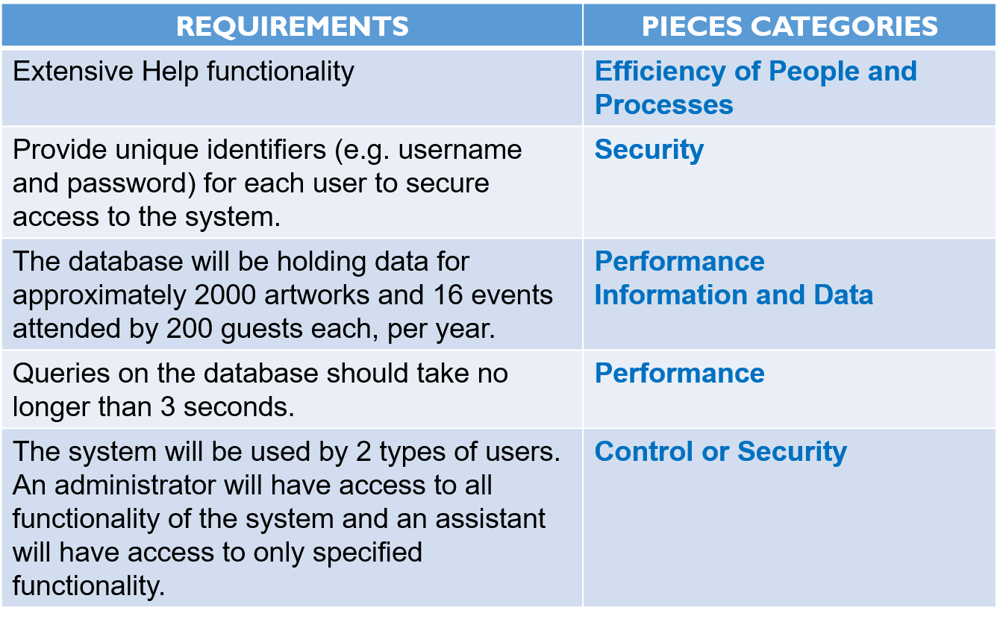 REQUIREMENTS
PIECES CATEGORIES
Extensive Help functionality
Efficiency of People and
Processes
Provide unique identifiers (e.g. username
and password) for each user to secure
access to the system.
Security
The database will be holding data for
approximately 2000 artworks and 16 events
attended by 200 guests each, per year.
Performance
Information and Data
Queries on the database should take no
longer than 3 seconds.
Performance
The system will be used by 2 types of users.
An administrator will have access to all
functionality of the system and an assistant
will have access to only specified
functionality.
Control or Security